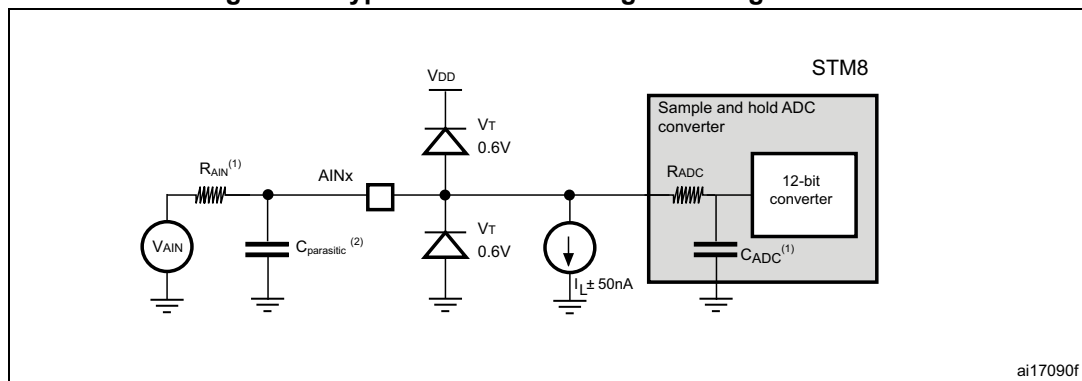 STM8
VDD
Sample and hold ADC
converter
VT
0.6V
RAIN(1)
AINx
RADC
12-bit
converter
VAIN
Cparasitic (2)
VT
0.6V
IL± 50nA
CADC(1)
ai17090f